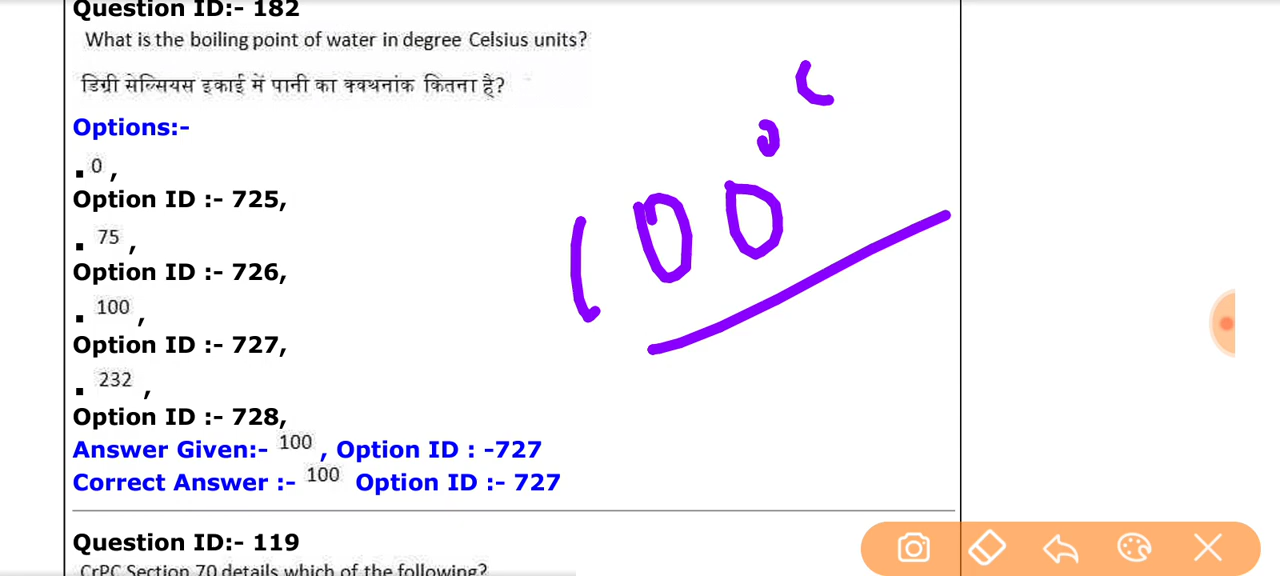 Question ID:- 182
What is the boiling point of water in degree Celsius units?
डिग्री सेल्सियस इकाई में पानी का क्वथनांक कितना है?
Options:-
0 ,
Option ID :- 725,
75 ,
Option ID :- 726,
100 ,
Option ID :- 727,
232 ,
Option ID :- 728,
Answer Given:- 100 , Option ID : -727
Correct Answer :- 100 Option ID :- 727
100°C
Question ID:- 119
CrPC Section 70 details which of the following?